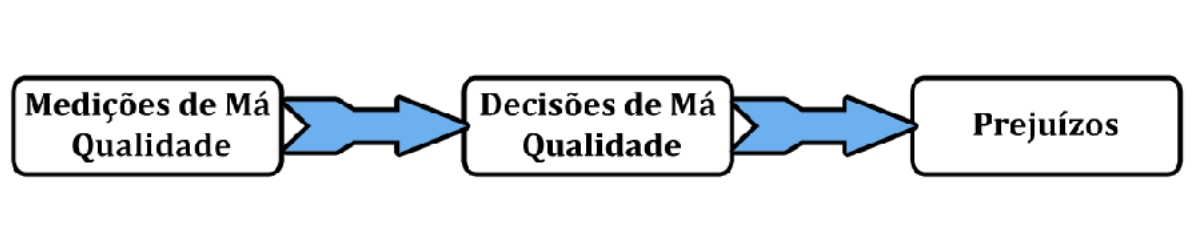 Medições de Má
Qualidade
Decisões de Má
Qualidade
Prejuízos